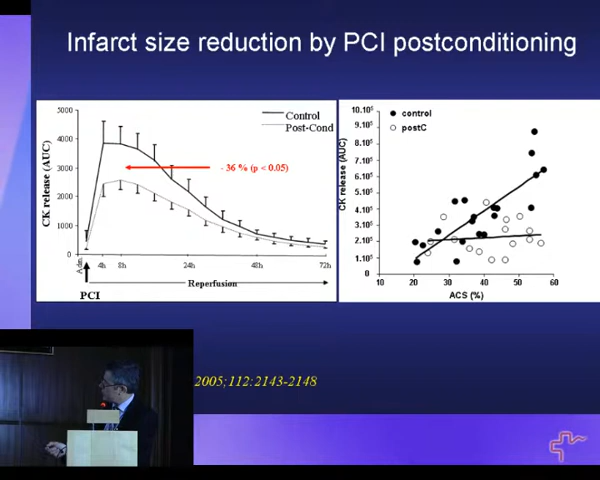 Infarct size reduction by PCI postconditioning
5000
4000
3000
2000
1000
0
CK release (AUC)
Control
Post-Cond
- 36 % (p < 0.05)
Adm
4h
8h
24h
48h
72h
PCI
Reperfusion
10.10⁵
9.10⁵
8.10⁵
7.10⁵
6.10⁵
5.10⁵
4.10⁵
3.10⁵
2.10⁵
1.10⁵
0
CK release (AUC)
control
postC
10
20
30
40
50
60
ACS (%)
2005;112:2143-2148